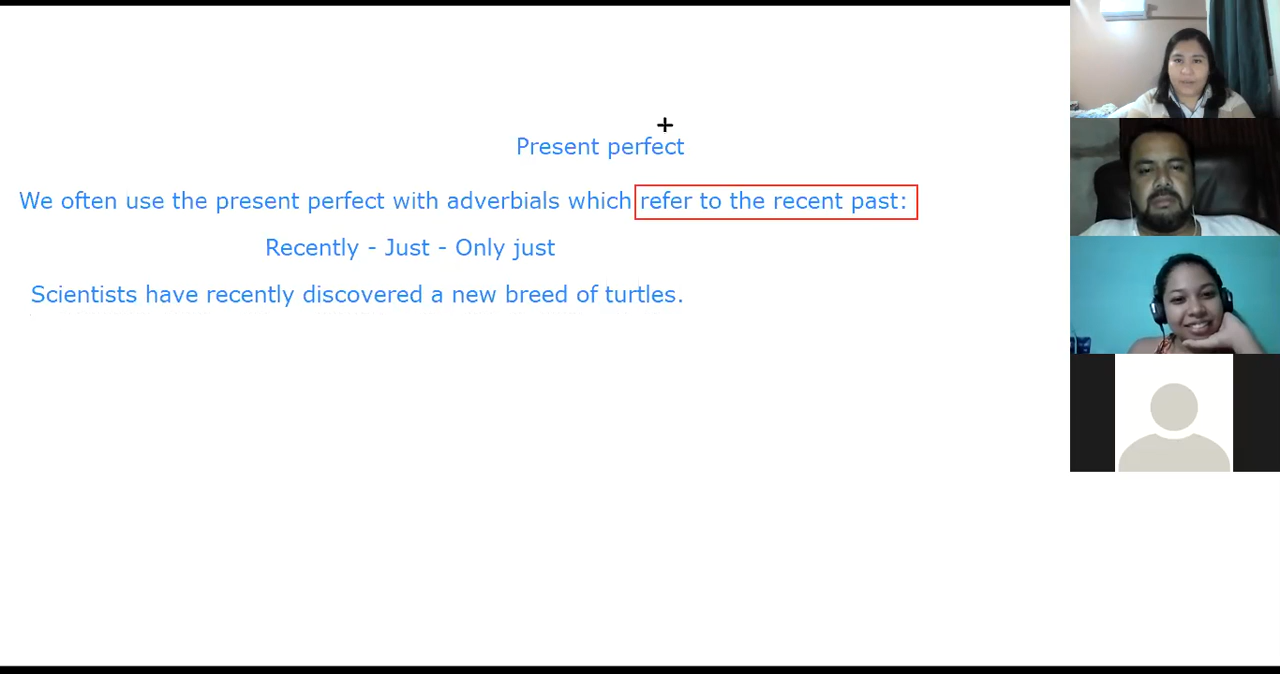 Present perfect
We often use the present perfect with adverbials which refer to the recent past:
Recently - Just - Only just
Scientists have recently discovered a new breed of turtles.